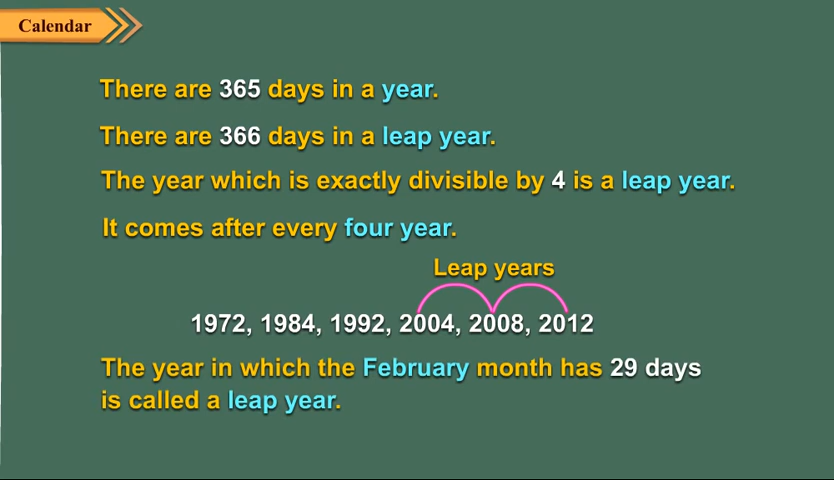 Calendar
There are 365 days in a year.
There are 366 days in a leap year.
The year which is exactly divisible by 4 is a leap year.
It comes after every four year.
Leap years
1972, 1984, 1992, 2004, 2008, 2012
The year in which the February month has 29 days
is called a leap year.